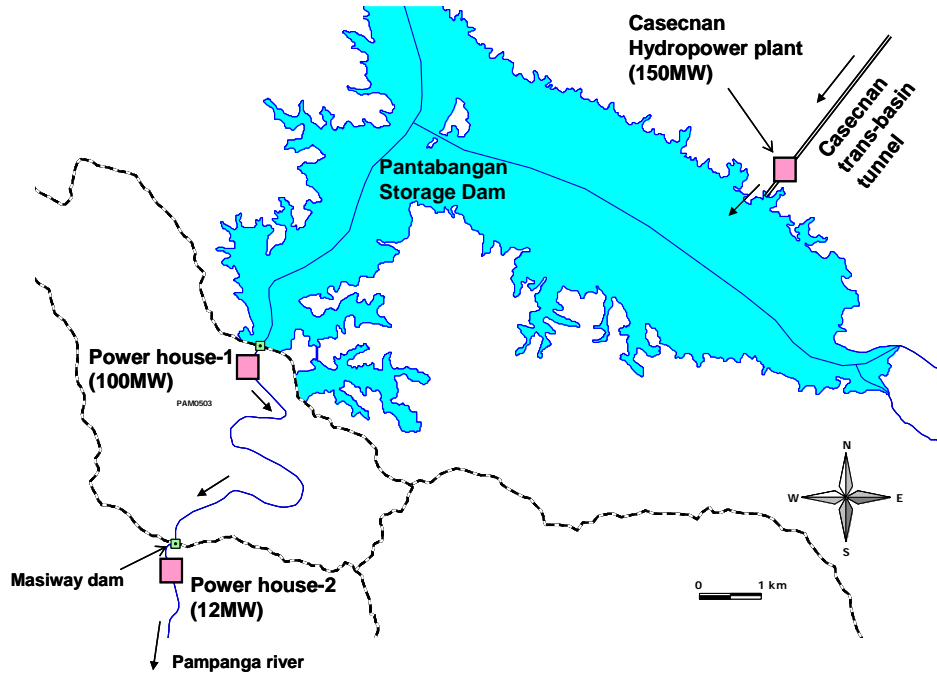 Casecnan
Hydropower plant
(150MW)
Casecnan
trans-basin
tunnel
Pantabangan
Storage Dam
Power house-1
(100MW)
PAM0503
N
W
E
S
Masiway dam
Power house-2
(12MW)
0
1 km
Pampanga river